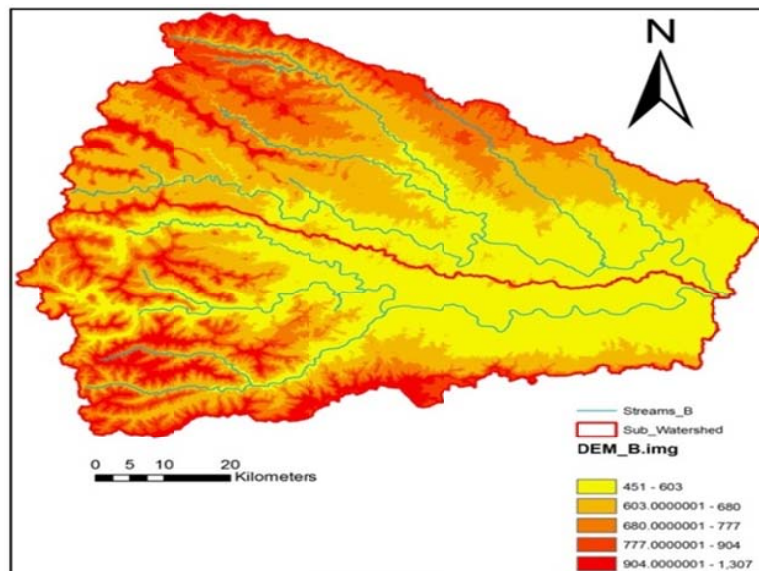 N
Streams_B
Sub_Watershed
DEM_B.img
451 - 603
603.0000001 - 680
680.0000001 - 777
777.0000001 - 904
904.0000001 - 1,307
0 5 10 20
Kilometers